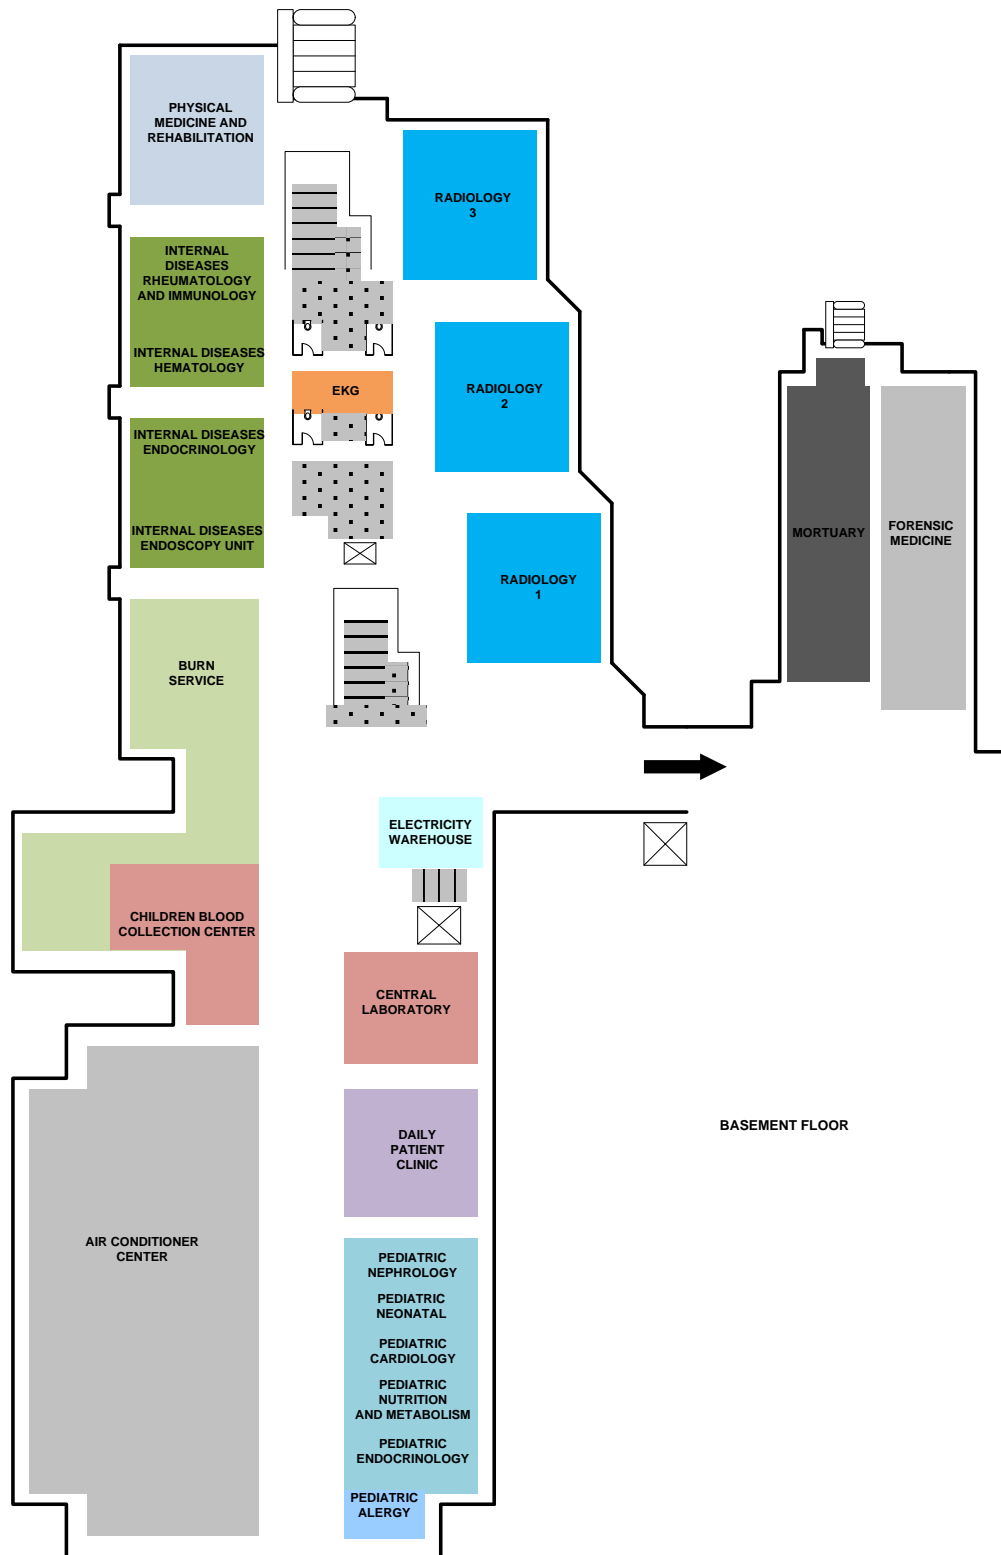 PHYSICAL
MEDICINE AND
REHABILITATION
RADIOLOGY
3
INTERNAL
DISEASES
RHEUMATOLOGY
AND IMMUNOLOGY
INTERNAL DISEASES
HEMATOLOGY
EKG
RADIOLOGY
2
INTERNAL DISEASES
ENDOCRINOLOGY
INTERNAL DISEASES
ENDOSCOPY UNIT
MORTUARY
FORENSIC
MEDICINE
RADIOLOGY
1
BURN
SERVICE
ELECTRICITY
WAREHOUSE
CHILDREN BLOOD
COLLECTION CENTER
CENTRAL
LABORATORY
BASEMENT FLOOR
DAILY
PATIENT
CLINIC
AIR CONDITIONER
CENTER
PEDIATRIC
NEPHROLOGY
PEDIATRIC
NEONATAL
PEDIATRIC
CARDIOLOGY
PEDIATRIC
NUTRITION
AND METABOLISM
PEDIATRIC
ENDOCRINOLOGY
PEDIATRIC
ALERGY